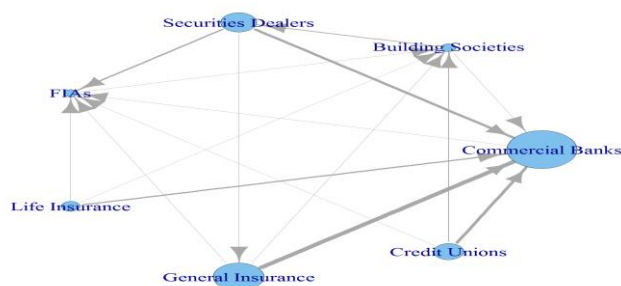 Securities Dealers
Building Societies
FIAs
Commercial Banks
Life Insurance
Credit Unions
General Insurance